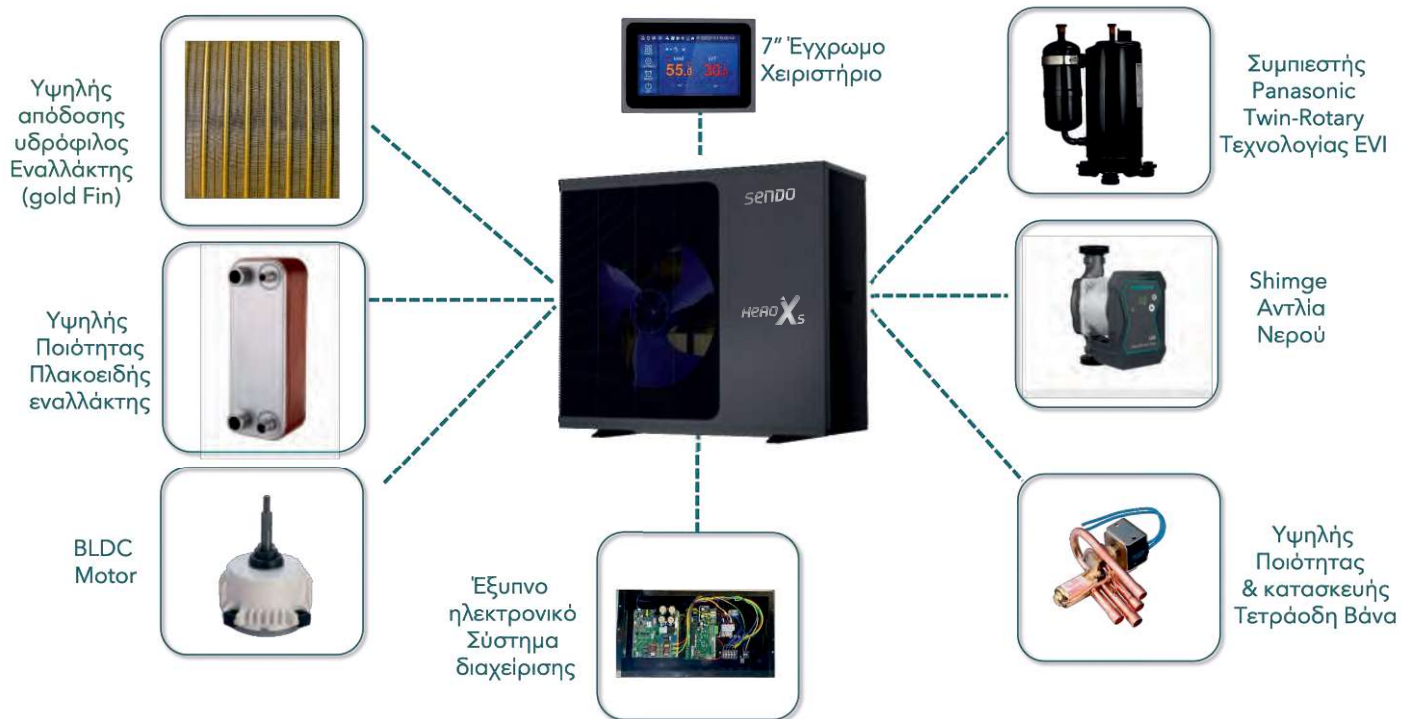 Υψηλής
απόδοσης
υδρόφιλος
Εναλλάκτης
(gold Fin)
7” Έγχρωμο
Χειριστήριο
55.0
Συμπιεστής
Panasonic
Twin-Rotary
Τεχνολογίας EVI
SENDO
HERO Xs
Υψηλής
Ποιότητας
Πλακοειδής
εναλλάκτης
Shimge
Αντλία
Νερού
BLDC
Motor
Έξυπνο
ηλεκτρονικό
Σύστημα
διαχείρισης
Υψηλής
Ποιότητας
& κατασκευής
Τετράοδη Βάνα